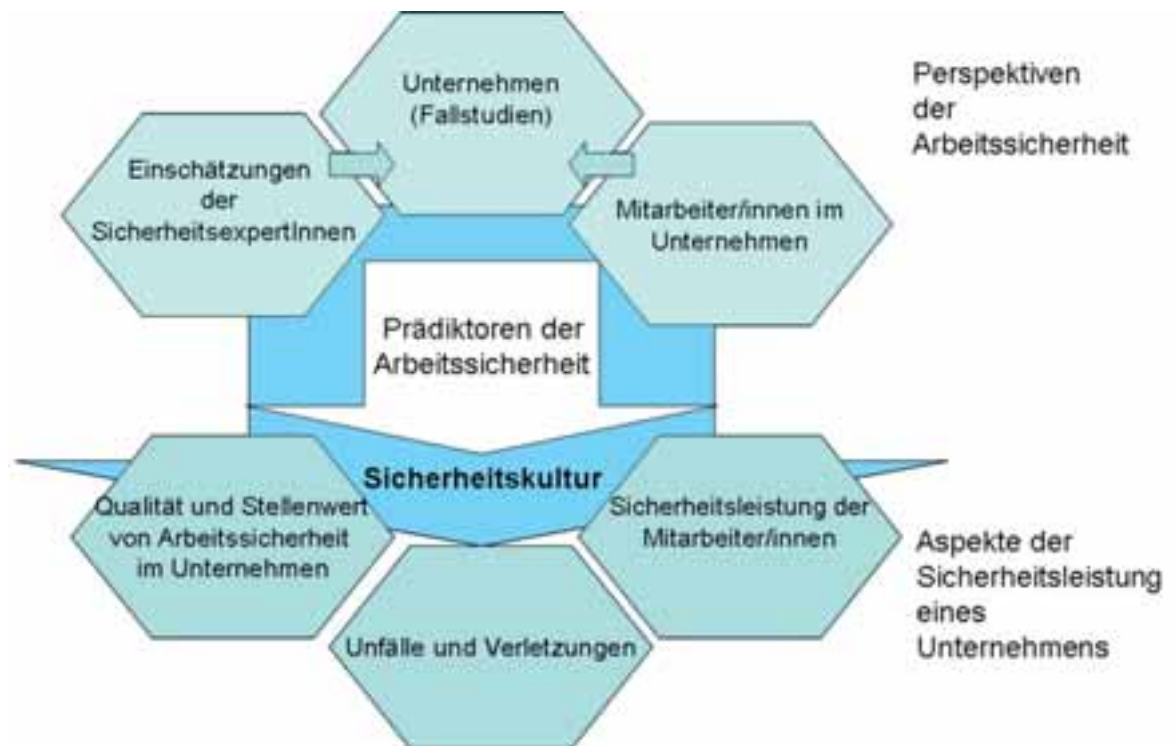 Unternehmen
(Fallstudien)
Perspektiven
der
Arbeitssicherheit
Einschätzungen
der
SicherheitsexpertInnen
Mitarbeiter/innen im
Unternehmen
Prädiktoren der
Arbeitssicherheit
Sicherheitskultur
Qualität und Stellenwert
von Arbeitssicherheit
im Unternehmen
Sicherheitsleistung der
Mitarbeiter/innen
Aspekte der
Sicherheitsleistung
eines
Unternehmens
Unfälle und Verletzungen